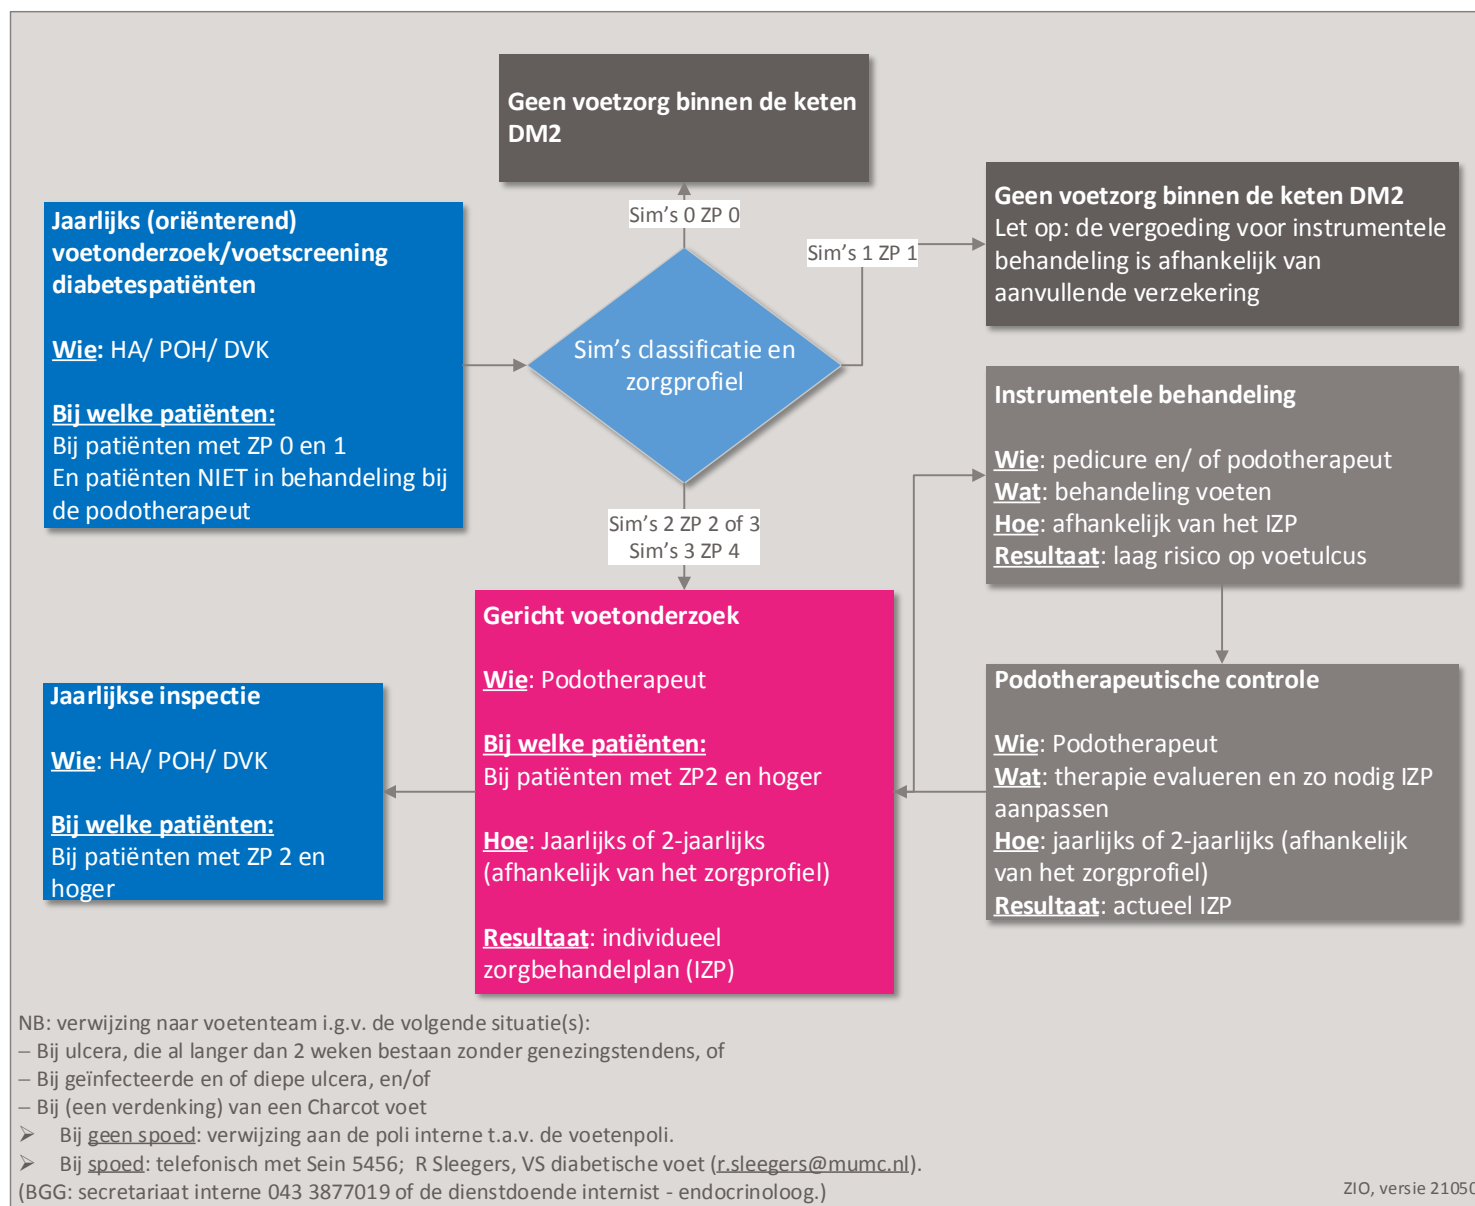 Geen voetzorg binnen de keten
DM2
Sim's 0 ZP 0
Jaarlijks (oriënterend)
voetonderzoek/voetscreening
diabetespatiënten
Wie: HA/ POH/ DVK
Bij welke patiënten:
Bij patiënten met ZP 0 en 1
En patiënten NIET in behandeling bij
de podotherapeut
Sim's classificatie en
zorgprofiel
Sim's 1 ZP 1
Geen voetzorg binnen de keten DM2
Let op: de vergoeding voor instrumentele
behandeling is afhankelijk van
aanvullende verzekering
Sim's 2 ZP 2 of 3
Sim's 3 ZP 4
Instrumentele behandeling
Wie: pedicure en/ of podotherapeut
Wat: behandeling voeten
Hoe: afhankelijk van het IZP
Resultaat: laag risico op voetulcus
Gericht voetonderzoek
Wie: Podotherapeut
Bij welke patiënten:
Bij patiënten met ZP2 en hoger
Hoe: Jaarlijks of 2-jaarlijks
(afhankelijk van het zorgprofiel)
Resultaat: individueel
zorgbehandelplan (IZP)
Jaarlijkse inspectie
Wie: HA/ POH/ DVK
Bij welke patiënten:
Bij patiënten met ZP 2 en
hoger
Podotherapeutische controle
Wie: Podotherapeut
Wat: therapie evalueren en zo nodig IZP
aanpassen
Hoe: jaarlijks of 2-jaarlijks (afhankelijk
van het zorgprofiel)
Resultaat: actueel IZP
NB: verwijzing naar voetenteam i.g.v. de volgende situatie(s):
– Bij ulcera, die al langer dan 2 weken bestaan zonder genezingstendens, of
– Bij geïnfecteerde en of diepe ulcera, en/of
– Bij (een verdenking) van een Charcot voet
➢ Bij geen spoed: verwijzing aan de poli interne t.a.v. de voetenpoli.
➢ Bij spoed: telefonisch met Sein 5456; R Sleegers, VS diabetische voet (r.sleegers@mumc.nl).
(BGG: secretariaat interne 043 3877019 of de dienstdoende internist - endocrinoloog.)
ZIO, versie 21050